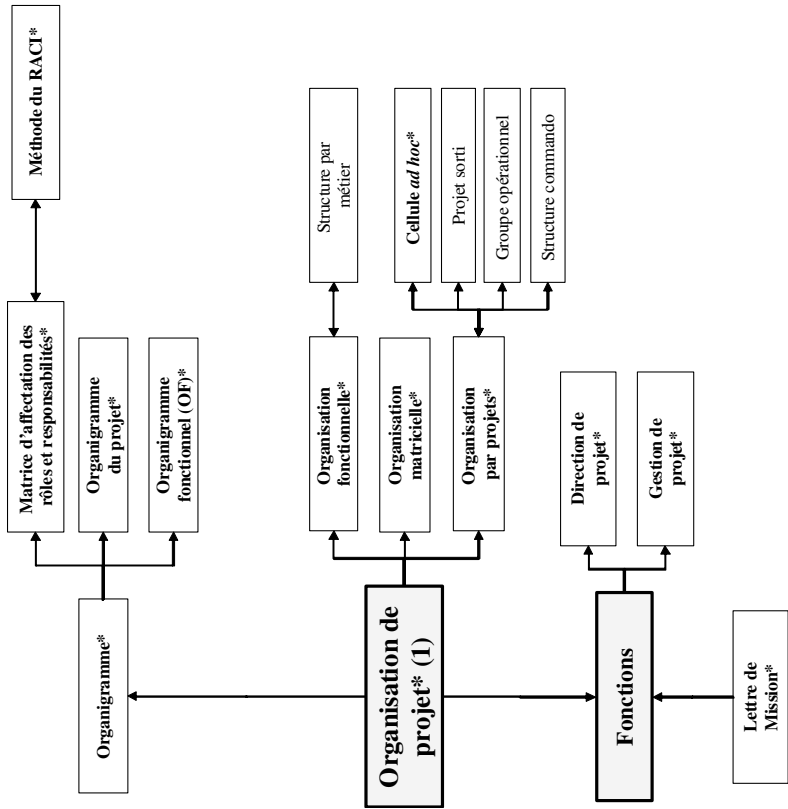 Organigramme*
Matrice d'affectation des
rôles et responsabilités*
Méthode du RACI*
Organigramme
du projet*
Organigramme
fonctionnel (OF)*
Organisation de
projet* (1)
Organisation
fonctionnelle*
Structure par
métier
Organisation
matricielle*
Organisation
par projets*
Cellule ad hoc*
Projet sorti
Groupe opérationnel
Structure commando
Fonctions
Direction de
projet*
Gestion de
projet*
Lettre de
Mission*